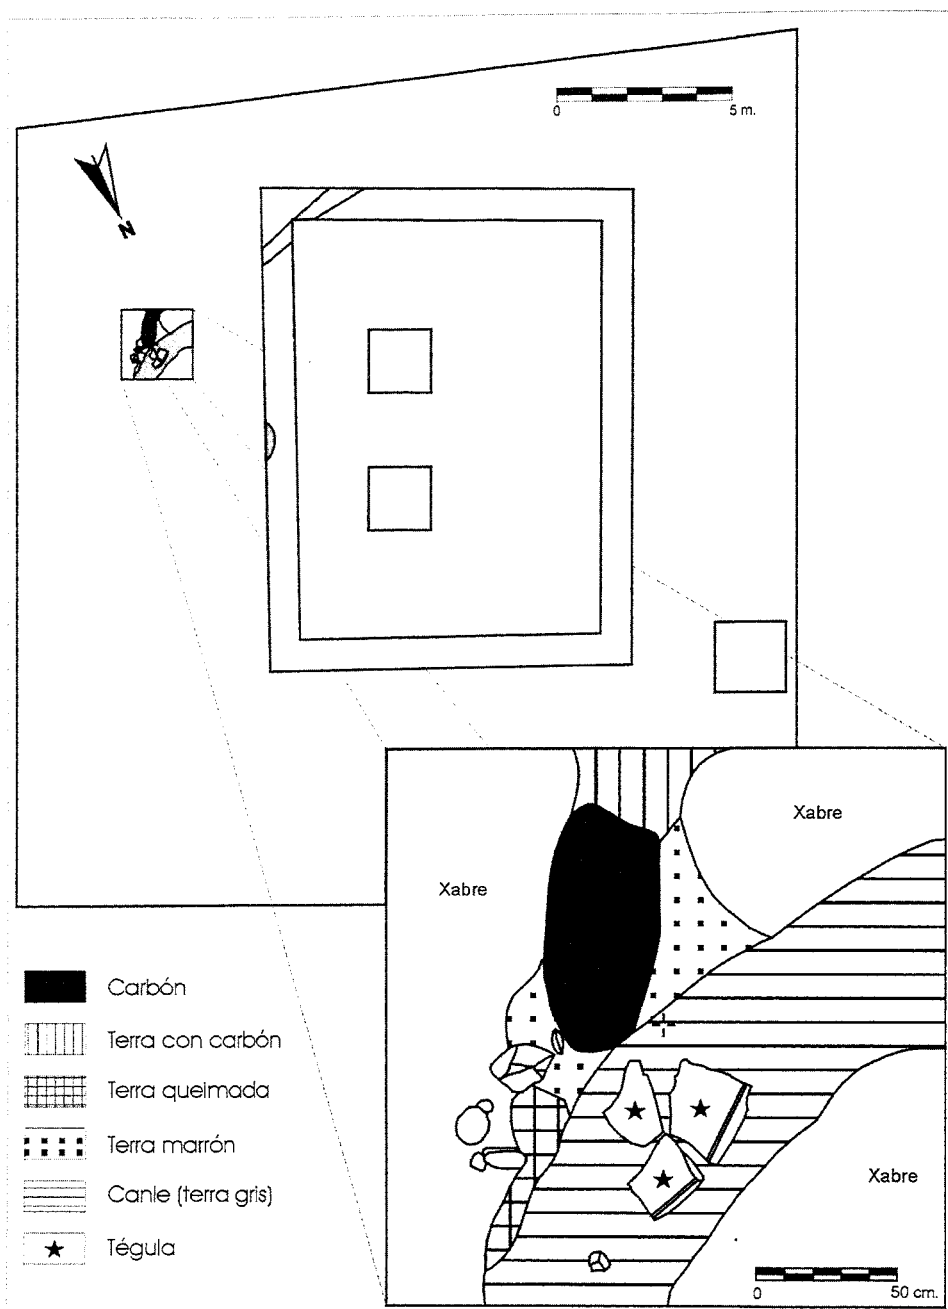 0 5 m.
N
Xabre
Xabre
Carbón
Terra con carbón
Terra queimada
Terra marrón
Canle (terra gris)
Tégula
Xabre
0 50 cm.